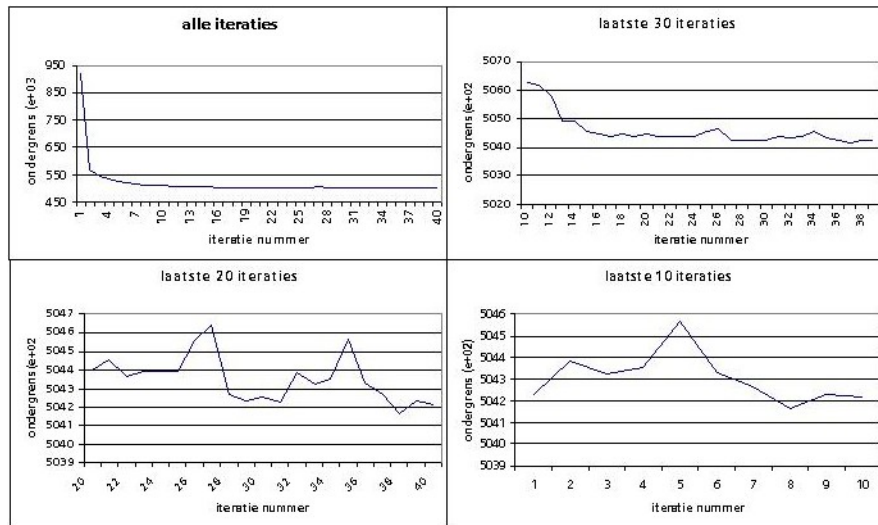 alle iteraties
950
850
750
650
550
450
ondergrens (e+03
1 4 7 10 13 16 19 22 25 28 31 34 37 40
iteratie nummer
laatste 30 iteraties
5070
5060
5050
5040
5030
5020
ondergrens (e+02
10 12 14 16 18 20 22 24 26 28 30 32 34 36 38
iteratie nummer
laatste 20 iteraties
5047
5046
5045
5044
5043
5042
5041
5040
5039
ondergrens (e+02
20 22 24 26 28 30 32 34 36 38 40
iteratie nummer
laatste 10 iteraties
5046
5045
5044
5043
5042
5041
5040
5039
ondergrens (e+02)
1 2 3 4 5 6 7 8 9 10
iteratie nummer